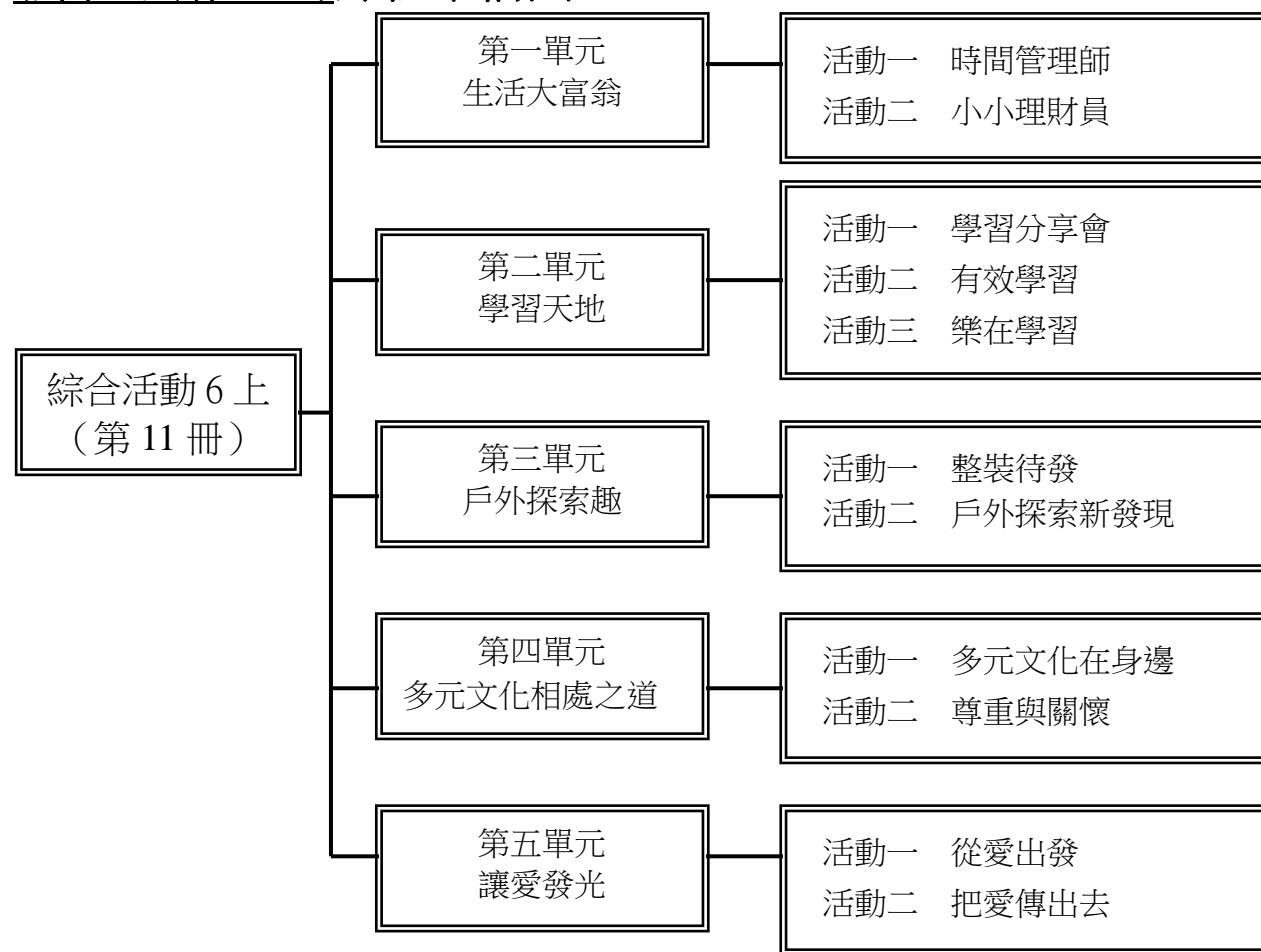 綜合活動 6 上
（第 11 冊）
第一單元
生活大富翁
活動一 時間管理師
活動二 小小理財員
第二單元
學習天地
活動一 學習分享會
活動二 有效學習
活動三 樂在學習
第三單元
戶外探索趣
活動一 整裝待發
活動二 戶外探索新發現
第四單元
多元文化相處之道
活動一 多元文化在身邊
活動二 尊重與關懷
第五單元
讓愛發光
活動一 從愛出發
活動二 把愛傳出去